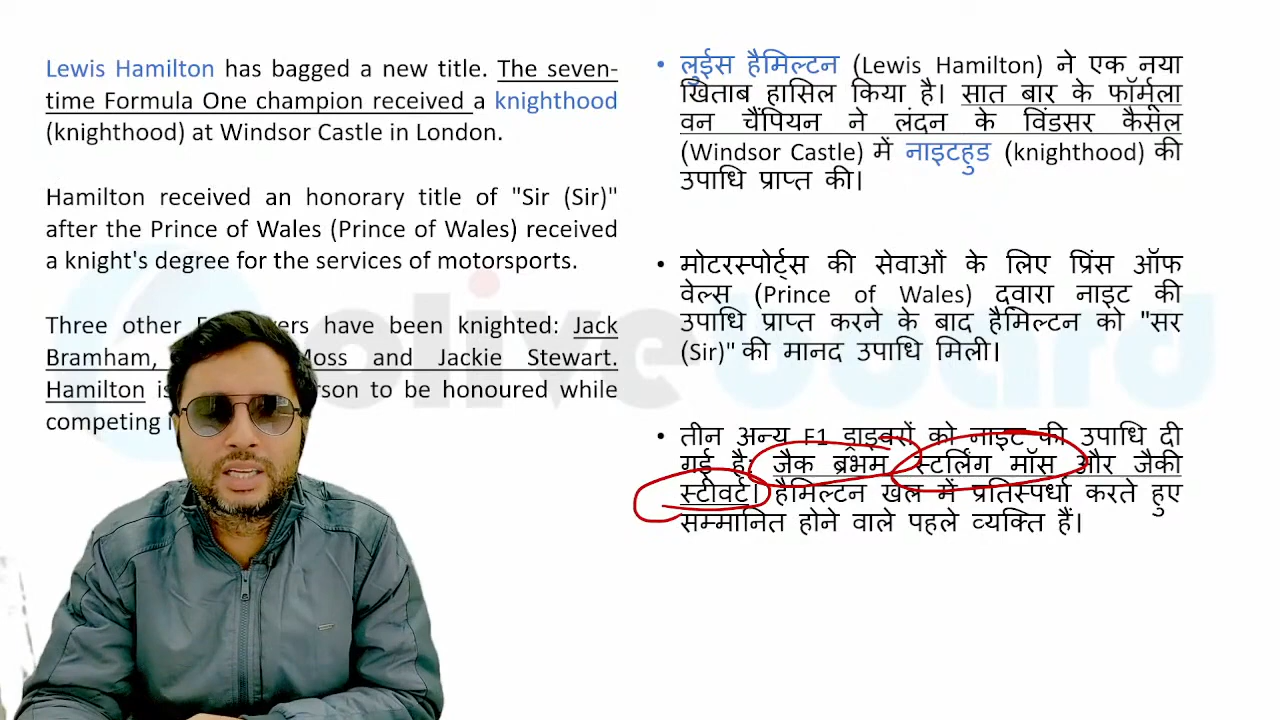 Lewis Hamilton has bagged a new title. The seven-
time Formula One champion received a knighthood
(knighthood) at Windsor Castle in London.
Hamilton received an honorary title of "Sir (Sir)"
after the Prince of Wales (Prince of Wales) received
a knight's degree for the services of motorsports.
Three other have been knighted: Jack
Bramham, Moss and Jackie Stewart.
Hamilton to be honoured while
competing
• लुईस हैमिल्टन (Lewis Hamilton) ने एक नया
खिताब हासिल किया है। सात बार के फॉर्मूला
वन चैंपियन ने लंदन के विंडसर कैसल
(Windsor Castle) में नाइटहुड (knighthood) की
उपाधि प्राप्त की।
• मोटरस्पोर्ट्स की सेवाओं के लिए प्रिंस ऑफ
वेल्स (Prince of Wales) द्वारा नाइट की
उपाधि प्राप्त करने के बाद हैमिल्टन को "सर
(Sir)" की मानद उपाधि मिली।
• तीन अन्य F1 ड्राइवरों को नाइट की उपाधि दी
गई है: जैक ब्रभम स्टर्लिंग मॉस और जैकी
स्टीवर्ट। हैमिल्टन खेल में प्रतिस्पर्धा करते हुए
सम्मानित होने वाले पहले व्यक्ति हैं।
oliveboard